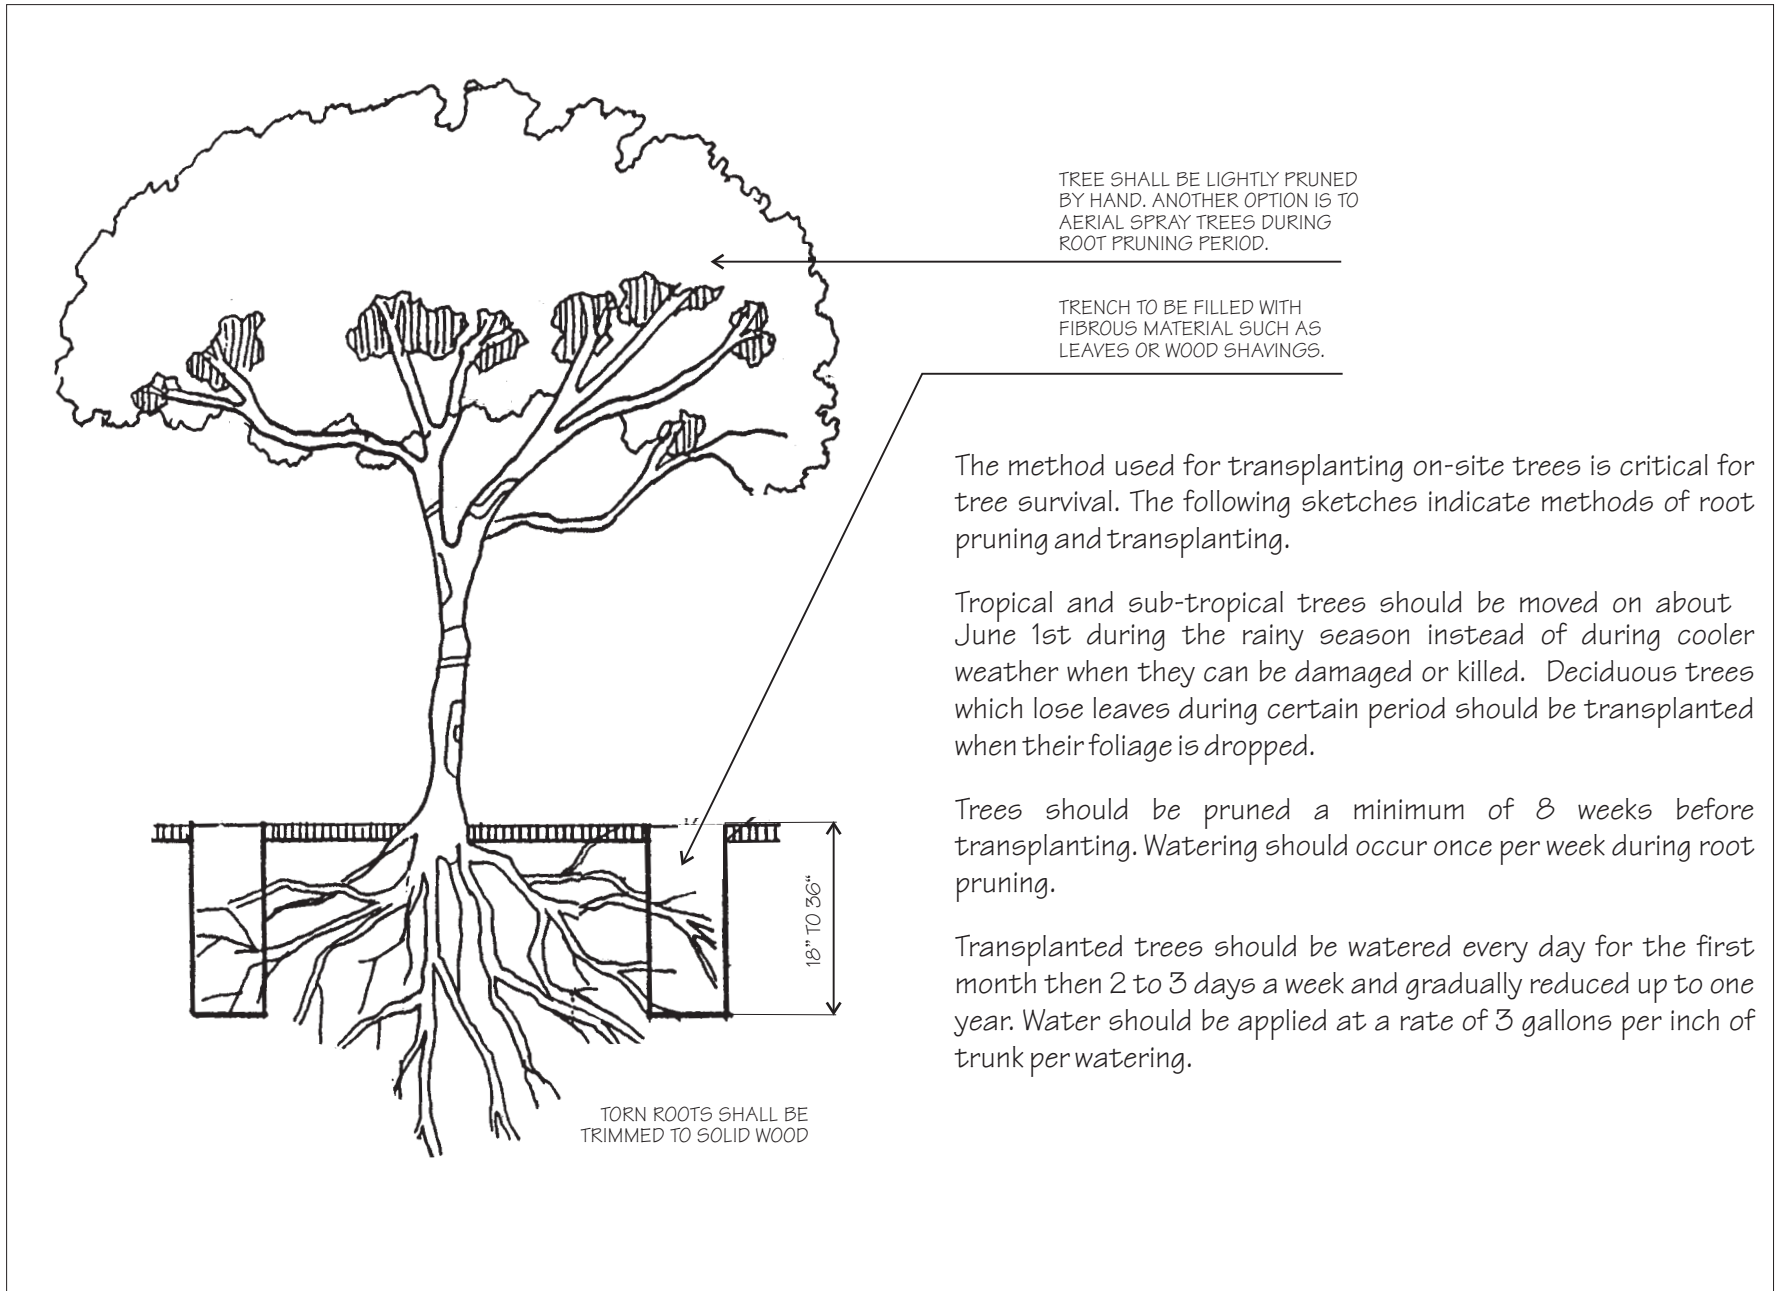 TREE SHALL BE LIGHTLY PRUNED
BY HAND. ANOTHER OPTION IS TO
AERIAL SPRAY TREES DURING
ROOT PRUNING PERIOD.
TRENCH TO BE FILLED WITH
FIBROUS MATERIAL SUCH AS
LEAVES OR WOOD SHAVINGS.
The method used for transplanting on-site trees is critical for
tree survival. The following sketches indicate methods of root
pruning and transplanting.
Tropical and sub-tropical trees should be moved on about
June 1st during the rainy season instead of during cooler
weather when they can be damaged or killed. Deciduous trees
which lose leaves during certain period should be transplanted
when their foliage is dropped.
Trees should be pruned a minimum of 8 weeks before
transplanting. Watering should occur once per week during root
pruning.
Transplanted trees should be watered every day for the first
month then 2 to 3 days a week and gradually reduced up to one
year. Water should be applied at a rate of 3 gallons per inch of
trunk per watering.
18” TO 36“
TORN ROOTS SHALL BE
TRIMMED TO SOLID WOOD